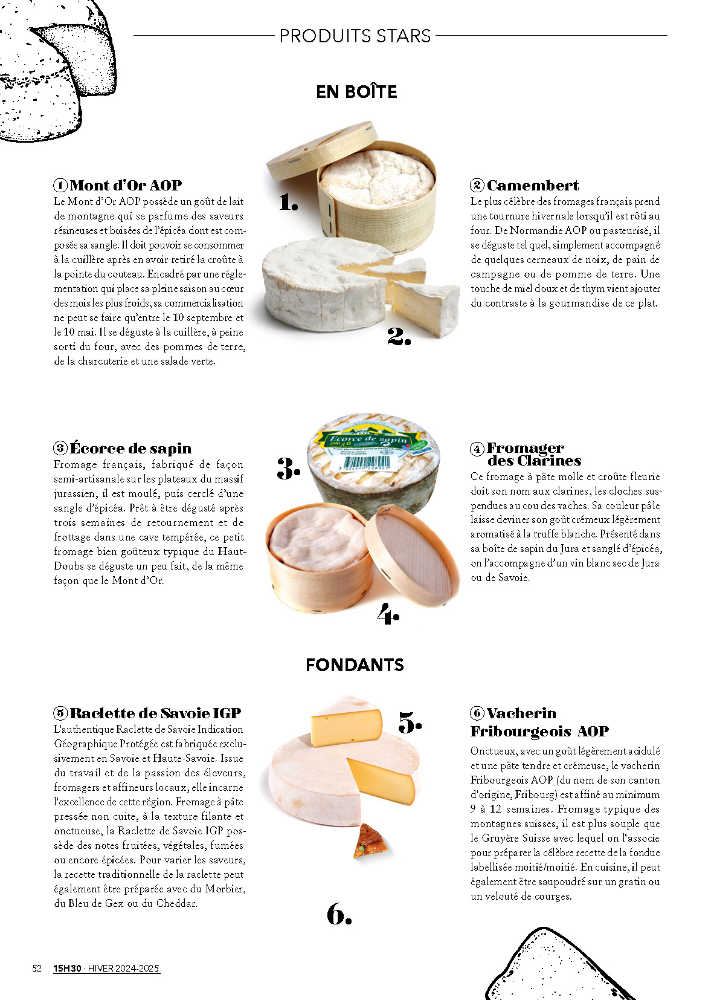 PRODUITS STARS
EN BOÎTE
1 Mont d’Or AOP
Le Mont d’Or AOP possède un goût de lait
de montagne qui se parfume des saveurs
résineuses et boisées de l’épicéa dont est com-
posée sa sangle. Il doit pouvoir se consommer
à la cuillère après en avoir retiré la croûte à
la pointe du couteau. Encadré par une régle-
mentation qui place sa pleine saison au cœur
des mois les plus froids, sa commercialisation
ne peut se faire qu’entre le 10 septembre et
le 10 mai. Il se déguste à la cuillère, à peine
sorti du four, avec des pommes de terre,
de la charcuterie et une salade verte.
1.
2.
2 Camembert
Le plus célèbre des fromages français prend
une tournure hivernale lorsqu’il est rôti au
four. De Normandie AOP ou pasteurisé, il
se déguste tel quel, simplement accompagné
de quelques cerneaux de noix, de pain de
campagne ou de pomme de terre. Une
touche de miel doux et de thym vient ajouter
du contraste à la gourmandise de ce plat.
3 Écorce de sapin
Fromage français, fabriqué de façon
semi-artisanale sur les plateaux du massif
jurassien, il est moulé, puis cerclé d’une
sangle d’épicéa. Prêt à être dégusté après
trois semaines de retournement et de
frottage dans une cave tempérée, ce petit
fromage bien goûteux typique du Haut-
Doubs se déguste un peu fait, de la même
façon que le Mont d’Or.
3.
Ecorce de sapin
200 g
4.
4 Fromager
des Clarines
Ce fromage à pâte molle et croûte fleurie
doit son nom aux clarines, les cloches sus-
pendues au cou des vaches. Sa couleur pâle
laisse deviner son goût crémeux légèrement
aromatisé à la truffe blanche. Présenté dans
sa boîte de sapin du Jura et sanglé d’épicéa,
on l’accompagne d’un vin blanc sec de Jura
ou de Savoie.
FONDANTS
5 Raclette de Savoie IGP
L'authentique Raclette de Savoie Indication
Géographique Protégée est fabriquée exclu-
sivement en Savoie et Haute-Savoie. Issue
du travail et de la passion des éleveurs,
fromagers et affineurs locaux, elle incarne
l'excellence de cette région. Fromage à pâte
pressée non cuite, à la texture filante et
onctueuse, la Raclette de Savoie IGP pos-
sède des notes fruitées, végétales, fumées
ou encore épicées. Pour varier les saveurs,
la recette traditionnelle de la raclette peut
également être préparée avec du Morbier,
du Bleu de Gex ou du Cheddar.
5.
6.
6 Vacherin
Fribourgeois AOP
Onctueux, avec un goût légèrement acidulé
et une pâte tendre et crémeuse, le vacherin
Fribourgeois AOP (du nom de son canton
d'origine, Fribourg) est affiné au minimum
9 à 12 semaines. Fromage typique des
montagnes suisses, il est plus souple que
le Gruyère Suisse avec lequel on l'associe
pour préparer la célèbre recette de la fondue
labellisée moitié/moitié. En cuisine, il peut
également être saupoudré sur un gratin ou
un velouté de courges.
52 15H30 · HIVER 2024-2025